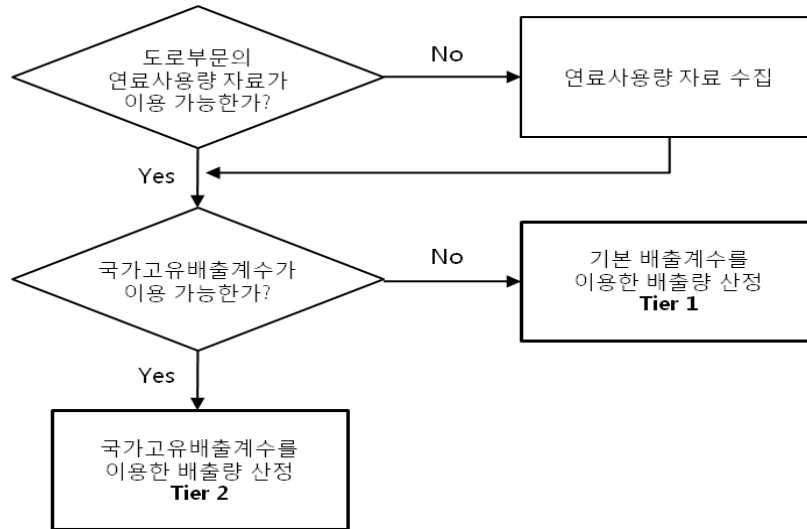 도로부문의
연료사용량 자료가
이용 가능한가?
No
연료사용량 자료 수집
Yes
국가고유배출계수가
이용 가능한가?
No
기본 배출계수를
이용한 배출량 산정
Tier 1
Yes
국가고유배출계수를
이용한 배출량 산정
Tier 2